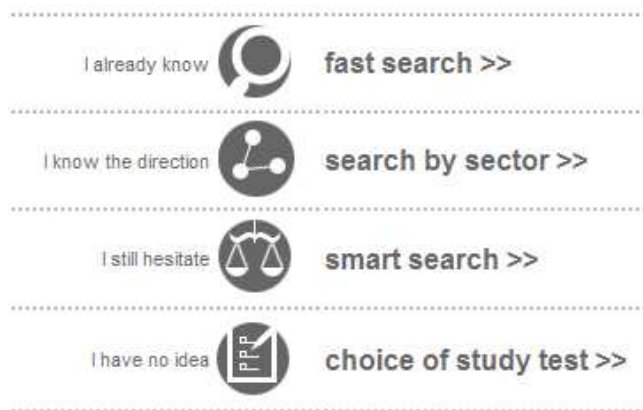 I already know fast search >>
I know the direction search by sector >>
I still hesitate smart search >>
P
P
P
I have no idea choice of study test >>